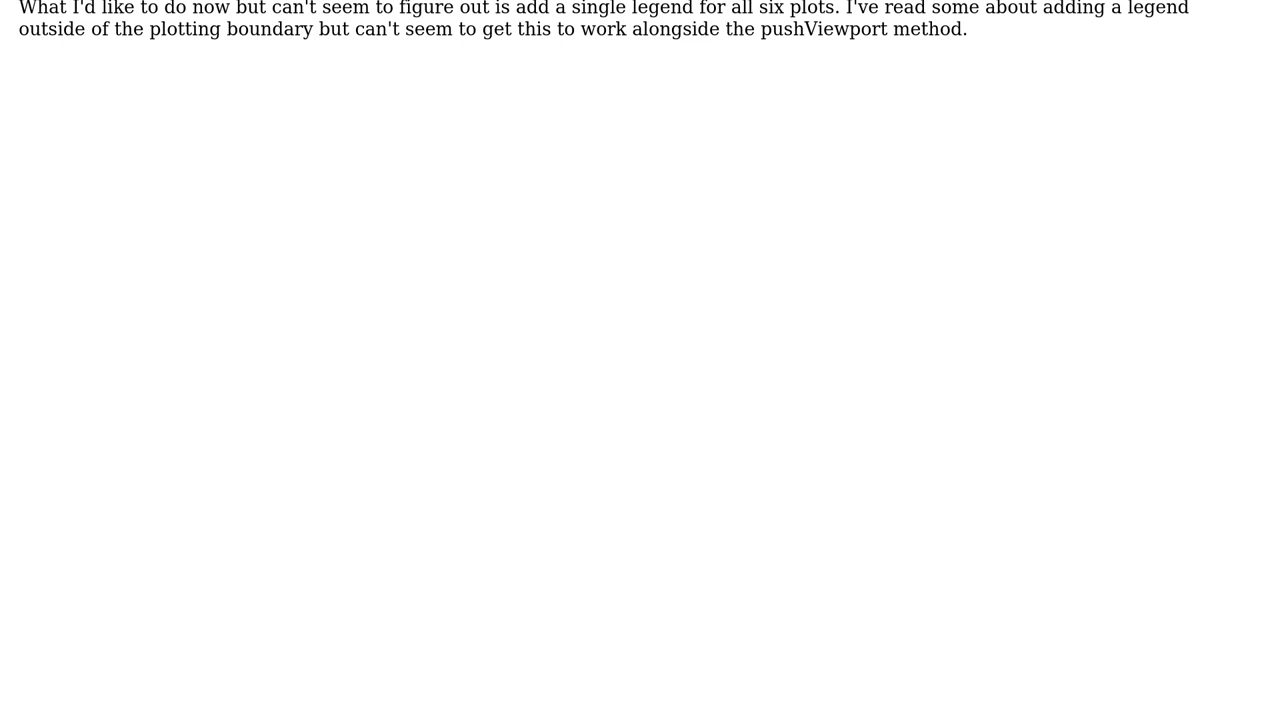 What I'd like to do now but can't seem to figure out is add a single legend for all six plots. I've read some about adding a legend
outside of the plotting boundary but can't seem to get this to work alongside the pushViewport method.